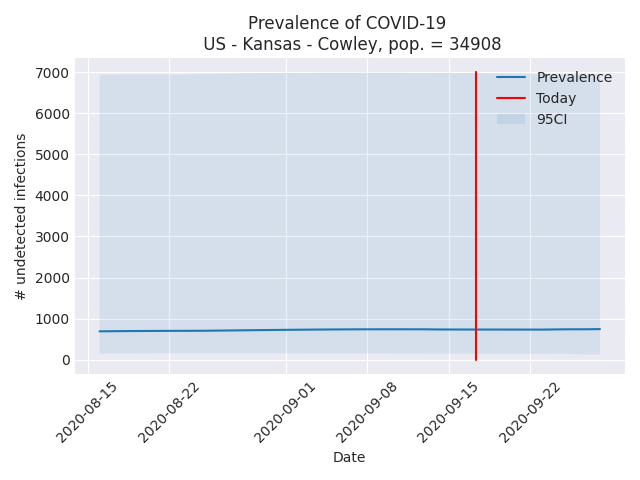 Prevalence of COVID-19
US - Kansas - Cowley, pop. = 34908
7000
6000
5000
4000
3000
2000
1000
0
# undetected infections
Prevalence
Today
95CI
2020-08-15
2020-08-22
2020-09-01
2020-09-08
2020-09-15
2020-09-22
Date